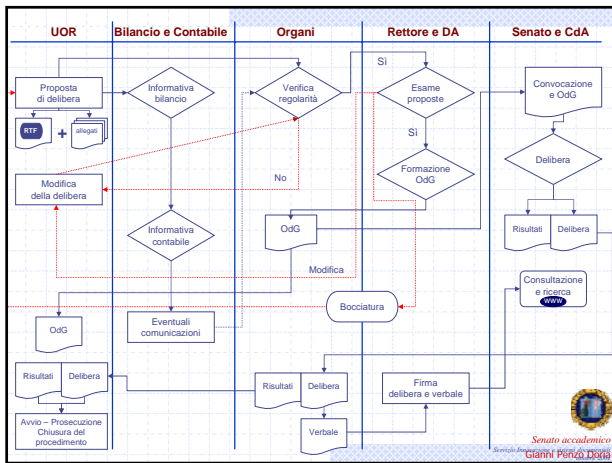 UOR
Bilancio e Contabile
Organi
Rettore e DA
Senato e CdA
Sì
Proposta
di delibera
Informativa
bilancio
Verifica
regolarità
Esame
proposte
Convocazione
e OdG
RTF
+
allegati
Sì
Delibera
Modifica
della delibera
No
Formazione
OdG
Informativa
contabile
OdG
Risultati
Delibera
Modifica
Consultazione
e ricerca
WWW
Bocciatura
OdG
Eventuali
comunicazioni
Risultati
Delibera
Risultati
Delibera
Firma
delibera e verbale
Avvio – Prosecuzione
Chiusura del
procedimento
Verbale
Senato accademico
Gianni Penzo Doria